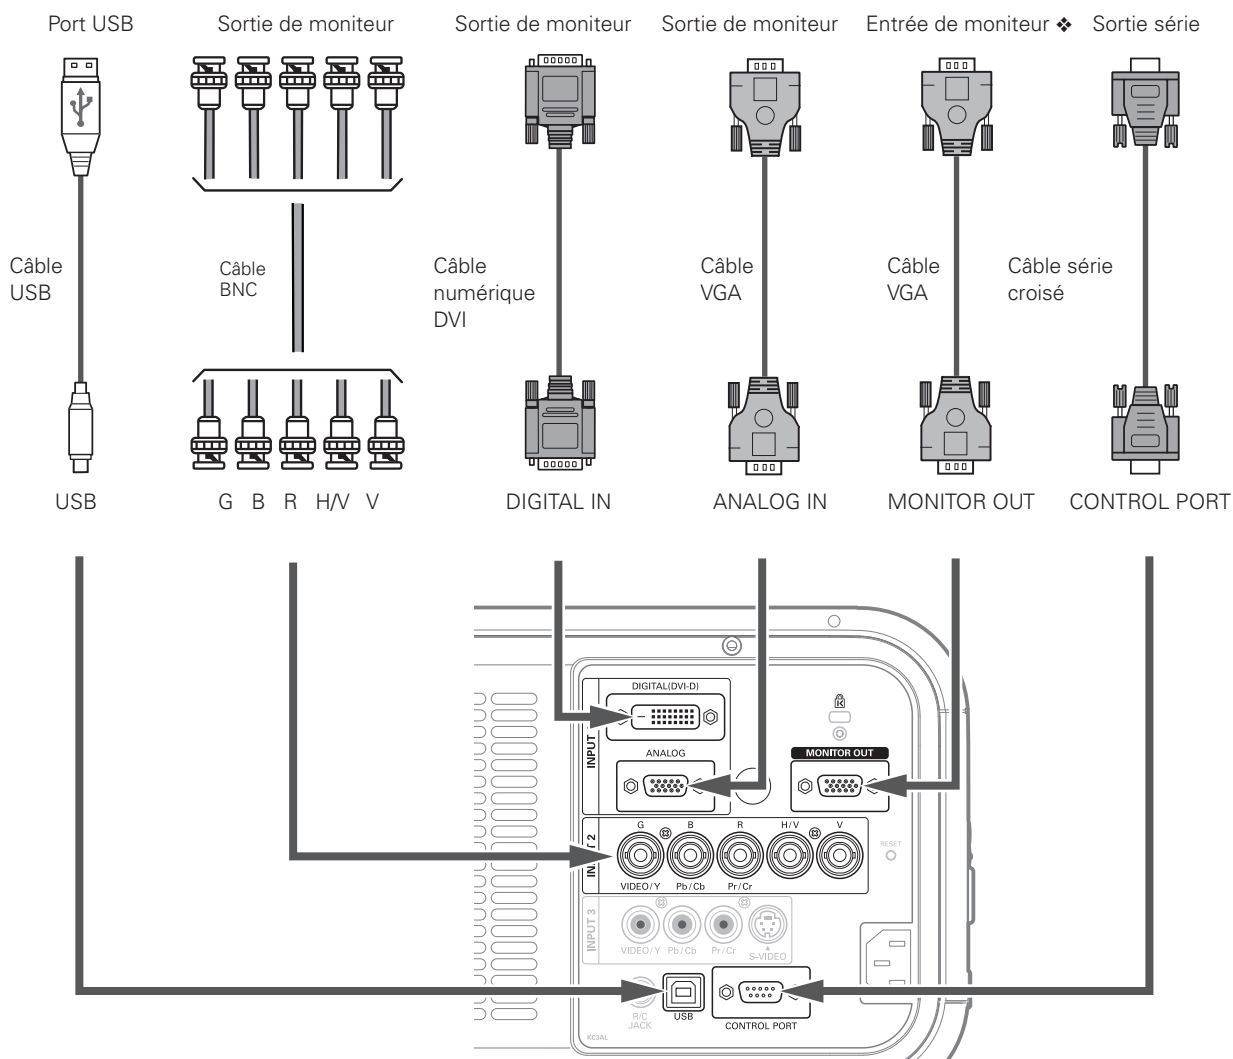 Port USB
Sortie de moniteur
Sortie de moniteur
Sortie de moniteur
Entrée de moniteur ❖
Sortie série
Câble
USB
Câble
BNC
Câble
numérique
DVI
Câble
VGA
Câble
VGA
Câble série
croisé
USB
G B R H/V V
DIGITAL IN
ANALOG IN
MONITOR OUT
CONTROL PORT
DIGITAL(DVI-D)
INPUT
ANALOG
K
MONITOR OUT
INPUT 2
G B R H/V V
VIDEO/Y Pb/Cb Pr/Cr
RESET
INPUT 3
VIDEO/Y Pb/Cb Pr/Cr
S-VIDEO
R/C
JACK
USB
CONTROL PORT
KC3AL